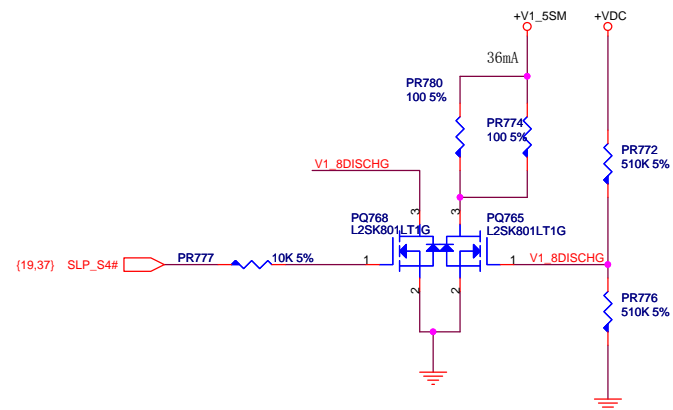 +V1_5SM
+VDC
36mA
PR780
100 5%
PR774
100 5%
PR772
510K 5%
V1_8DISCHG
3
3
PQ768
L2SK801LT1G
PQ765
L2SK801LT1G
{19,37}
SLP_S4#
PR777
10K 5%
1
1
V1_8DISCHG
2
2
PR776
510K 5%